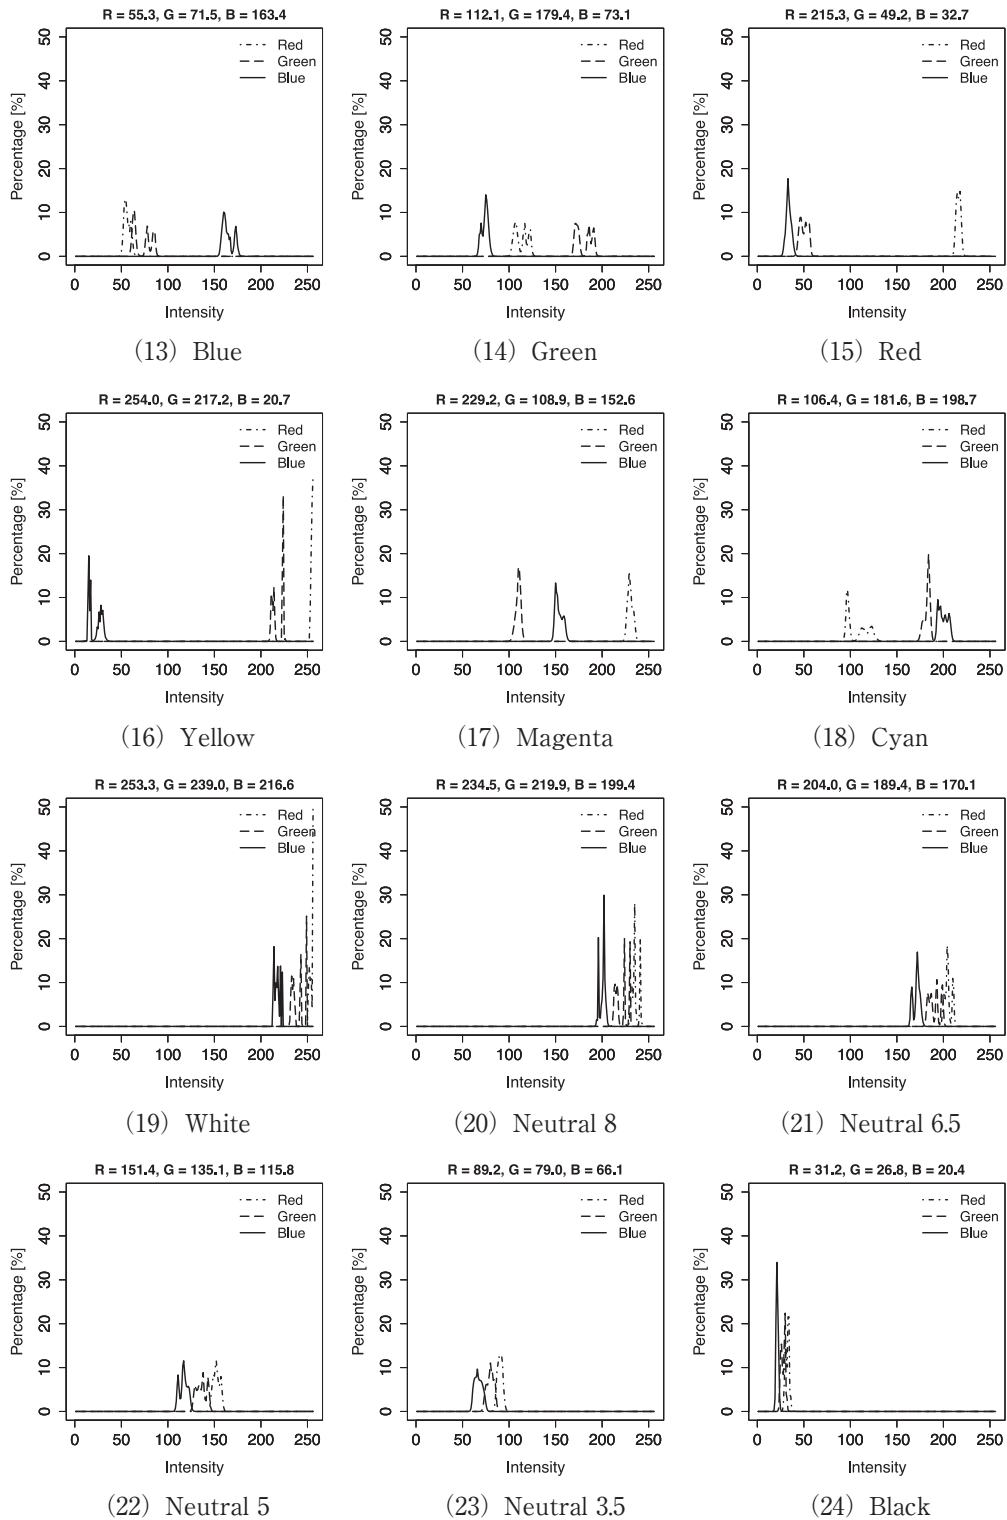 R = 55.3, G = 71.5, B = 163.4
Percentage [%]
0 10 20 30 40 50
Red
Green
Blue
0 50 100 150 200 250
Intensity
(13) Blue
R = 112.1, G = 179.4, B = 73.1
Percentage [%]
0 10 20 30 40 50
Red
Green
Blue
0 50 100 150 200 250
Intensity
(14) Green
R = 215.3, G = 49.2, B = 32.7
Percentage [%]
0 10 20 30 40 50
Red
Green
Blue
0 50 100 150 200 250
Intensity
(15) Red
R = 254.0, G = 217.2, B = 20.7
Percentage [%]
0 10 20 30 40 50
Red
Green
Blue
0 50 100 150 200 250
Intensity
(16) Yellow
R = 229.2, G = 108.9, B = 152.6
Percentage [%]
0 10 20 30 40 50
Red
Green
Blue
0 50 100 150 200 250
Intensity
(17) Magenta
R = 106.4, G = 181.6, B = 198.7
Percentage [%]
0 10 20 30 40 50
Red
Green
Blue
0 50 100 150 200 250
Intensity
(18) Cyan
R = 253.3, G = 239.0, B = 216.6
Percentage [%]
0 10 20 30 40 50
Red
Green
Blue
0 50 100 150 200 250
Intensity
(19) White
R = 234.5, G = 219.9, B = 199.4
Percentage [%]
0 10 20 30 40 50
Red
Green
Blue
0 50 100 150 200 250
Intensity
(20) Neutral 8
R = 204.0, G = 189.4, B = 170.1
Percentage [%]
0 10 20 30 40 50
Red
Green
Blue
0 50 100 150 200 250
Intensity
(21) Neutral 6.5
R = 151.4, G = 135.1, B = 115.8
Percentage [%]
0 10 20 30 40 50
Red
Green
Blue
0 50 100 150 200 250
Intensity
(22) Neutral 5
R = 89.2, G = 79.0, B = 66.1
Percentage [%]
0 10 20 30 40 50
Red
Green
Blue
0 50 100 150 200 250
Intensity
(23) Neutral 3.5
R = 31.2, G = 26.8, B = 20.4
Percentage [%]
0 10 20 30 40 50
Red
Green
Blue
0 50 100 150 200 250
Intensity
(24) Black